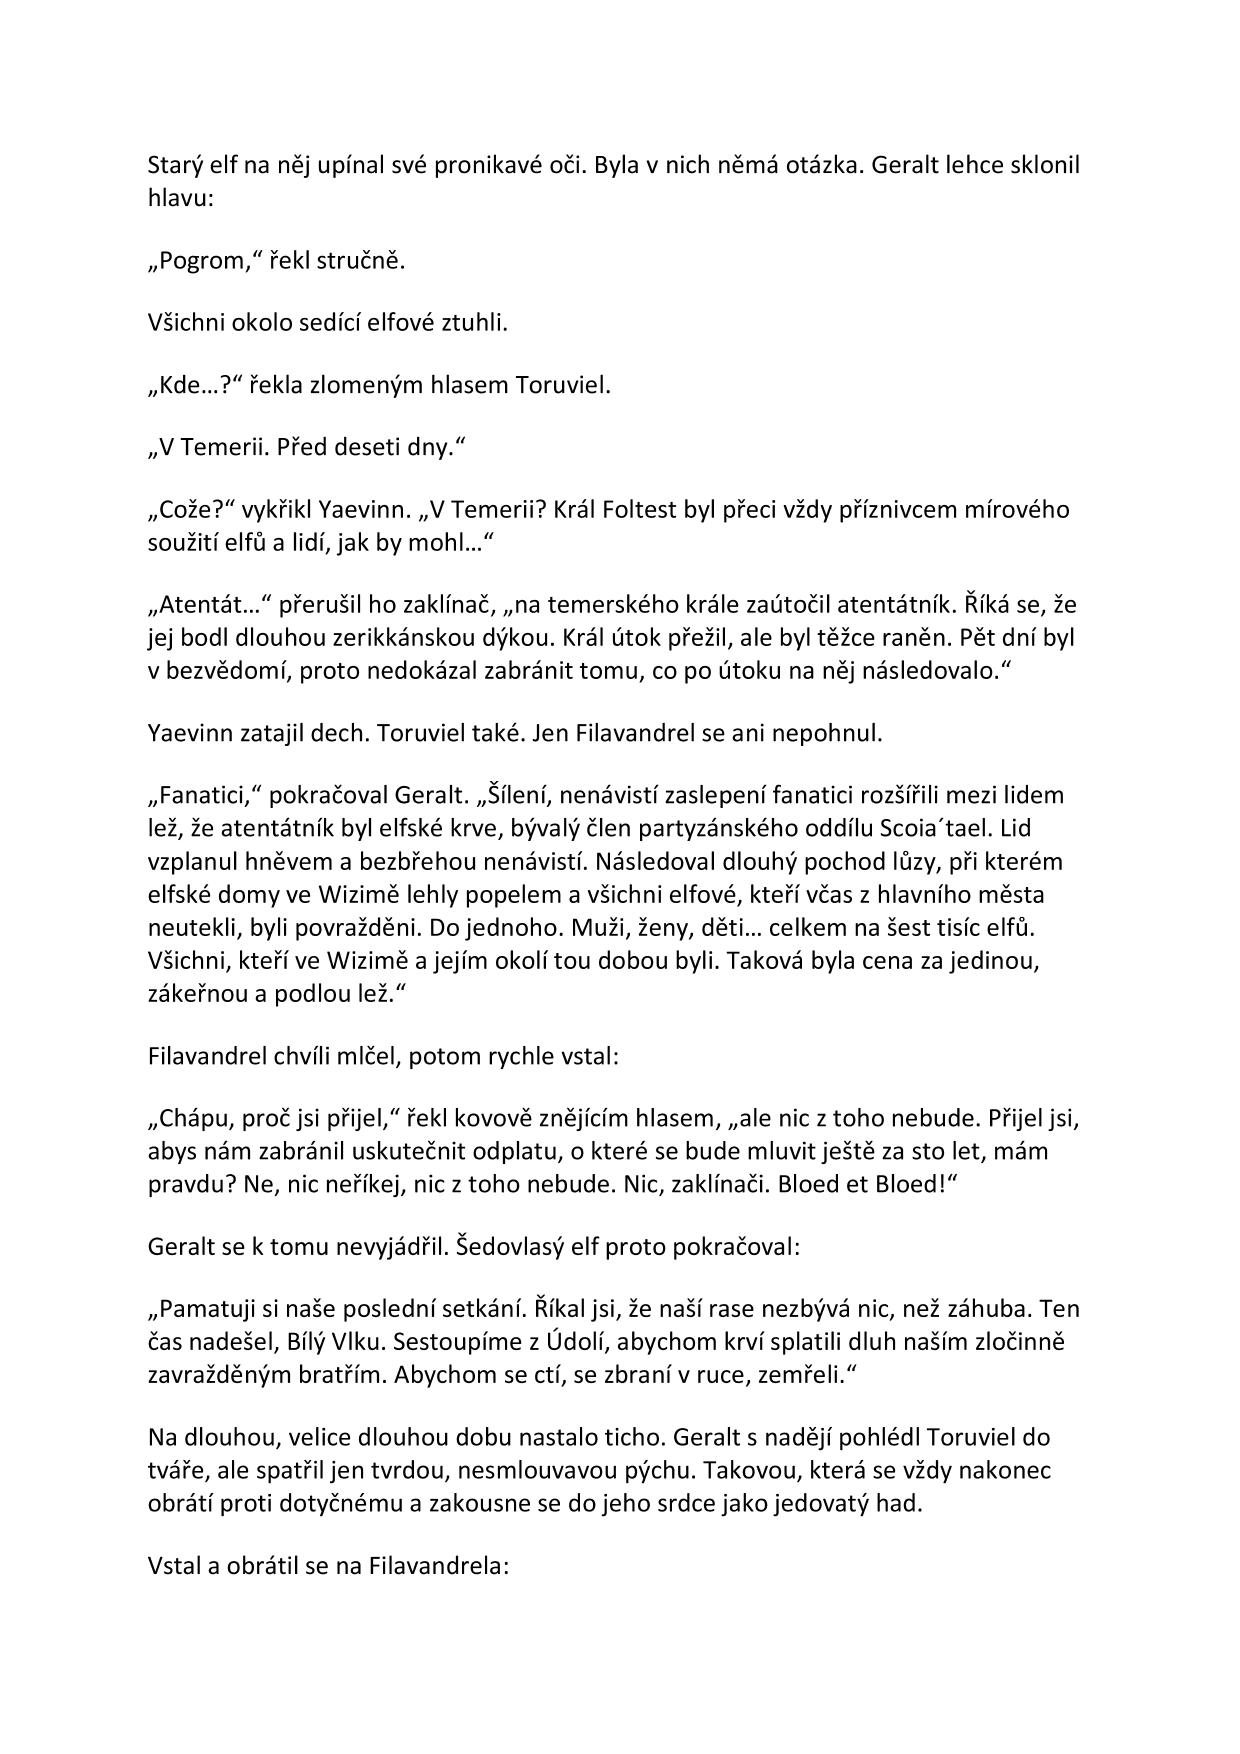 Starý elf na něj upínal své pronikavé oči. Byla v nich němá otázka. Geralt lehce sklonil
hlavu:
„Pogrom,“ řekl stručně.
Všichni okolo sedící elfové ztuhli.
„Kde…?“ řekla zlomeným hlasem Toruviel.
„V Temerii. Před deseti dny.“
„Cože?“ vykřikl Yaevinn. „V Temerii? Král Foltest byl přeci vždy příznivcem mírového
soužití elfů a lidí, jak by mohl…“
„Atentát…“ přerušil ho zaklínač, „na temerského krále zaútočil atentátník. Říká se, že
jej bodl dlouhou zerikkánskou dýkou. Král útok přežil, ale byl těžce raněn. Pět dní byl
v bezvědomí, proto nedokázal zabránit tomu, co po útoku na něj následovalo.“
Yaevinn zatajil dech. Toruviel také. Jen Filavandrel se ani nepohnul.
„Fanatici,“ pokračoval Geralt. „Šílení, nenávistí zaslepení fanatici rozšířili mezi lidem
lež, že atentátník byl elfské krve, bývalý člen partyzánského oddílu Scoia´tael. Lid
vzplanul hněvem a bezbřehou nenávistí. Následoval dlouhý pochod lůzy, při kterém
elfské domy ve Wizimě lehly popelem a všichni elfové, kteří včas z hlavního města
neutekli, byli povražděni. Do jednoho. Muži, ženy, děti… celkem na šest tisíc elfů.
Všichni, kteří ve Wizimě a jejím okolí tou dobou byli. Taková byla cena za jedinou,
zákeřnou a podlou lež.“
Filavandrel chvíli mlčel, potom rychle vstal:
„Chápu, proč jsi přijel,“ řekl kovově znějícím hlasem, „ale nic z toho nebude. Přijel jsi,
abys nám zabránil uskutečnit odplatu, o které se bude mluvit ještě za sto let, mám
pravdu? Ne, nic neříkej, nic z toho nebude. Nic, zaklínači. Bloed et Bloed!“
Geralt se k tomu nevyjádřil. Šedovlasý elf proto pokračoval:
„Pamatuji si naše poslední setkání. Říkal jsi, že naší rase nezbývá nic, než záhuba. Ten
čas nadešel, Bílý Vlku. Sestoupíme z Údolí, abychom krví splatili dluh naším zločinně
zavražděným bratřím. Abychom se ctí, se zbraní v ruce, zemřeli.“
Na dlouhou, velice dlouhou dobu nastalo ticho. Geralt s nadějí pohlédl Toruviel do
tváře, ale spatřil jen tvrdou, nesmlouvavou pýchu. Takovou, která se vždy nakonec
obrátí proti dotyčnému a zakousne se do jeho srdce jako jedovatý had.
Vstal a obrátil se na Filavandrela: